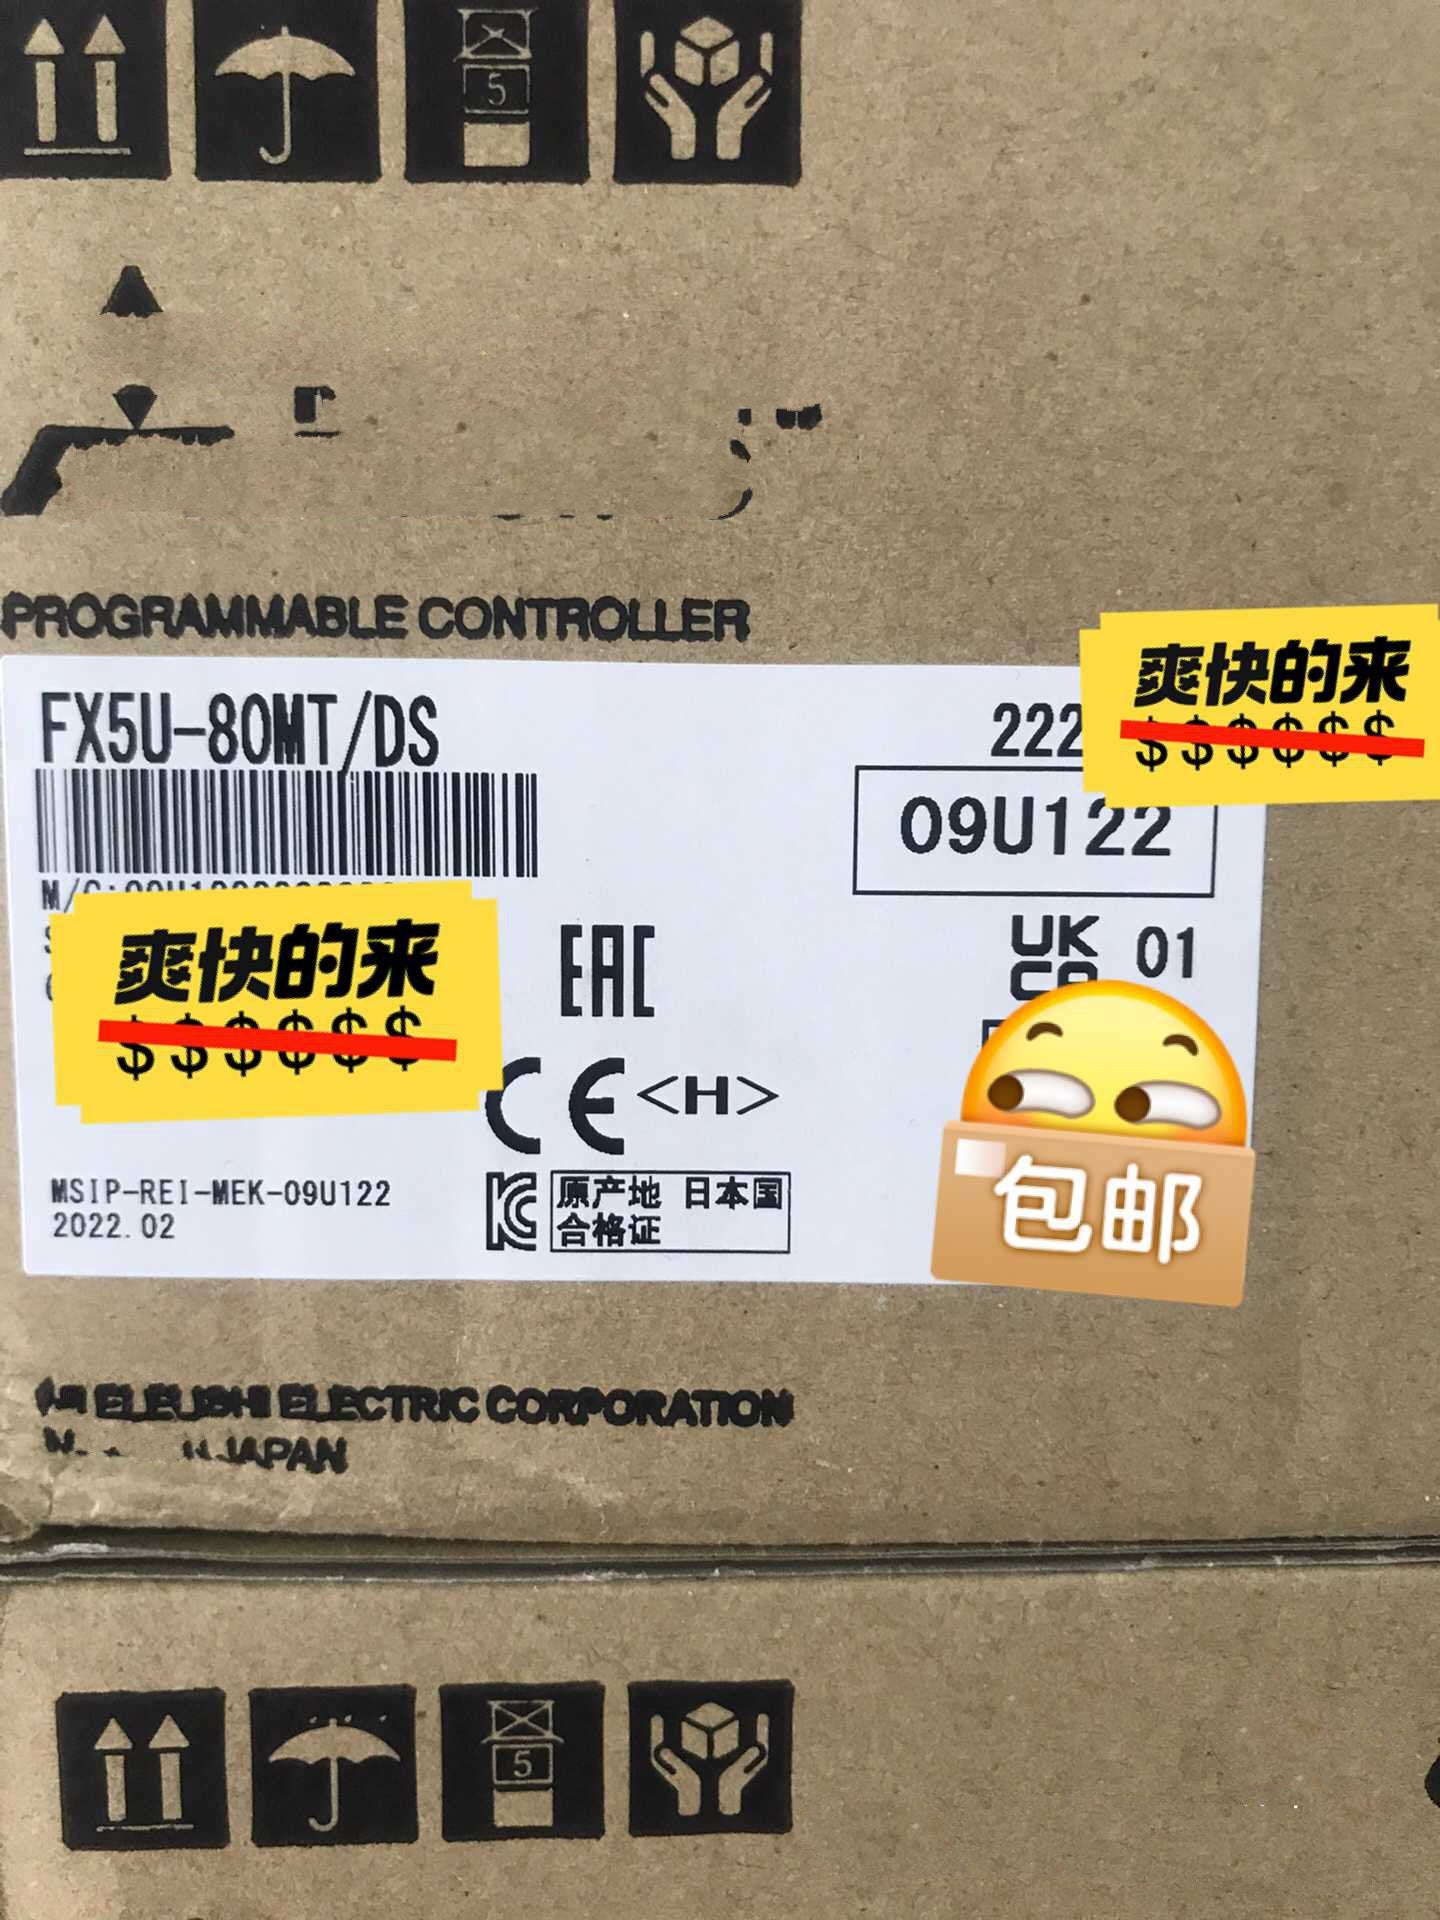 5
PROGRAMMABLE CONTROLLER
FX5U-80MT/DS
222
爽快的来
$$$$$$
09U122
爽快的来
$$$$$$
EAC
UK
CA
01
CE <H>
包邮
MSIP-REI-MEK-09U122
2022.02
原产地 日本国
合格证
ELECTRIC CORPORATION
JAPAN
5